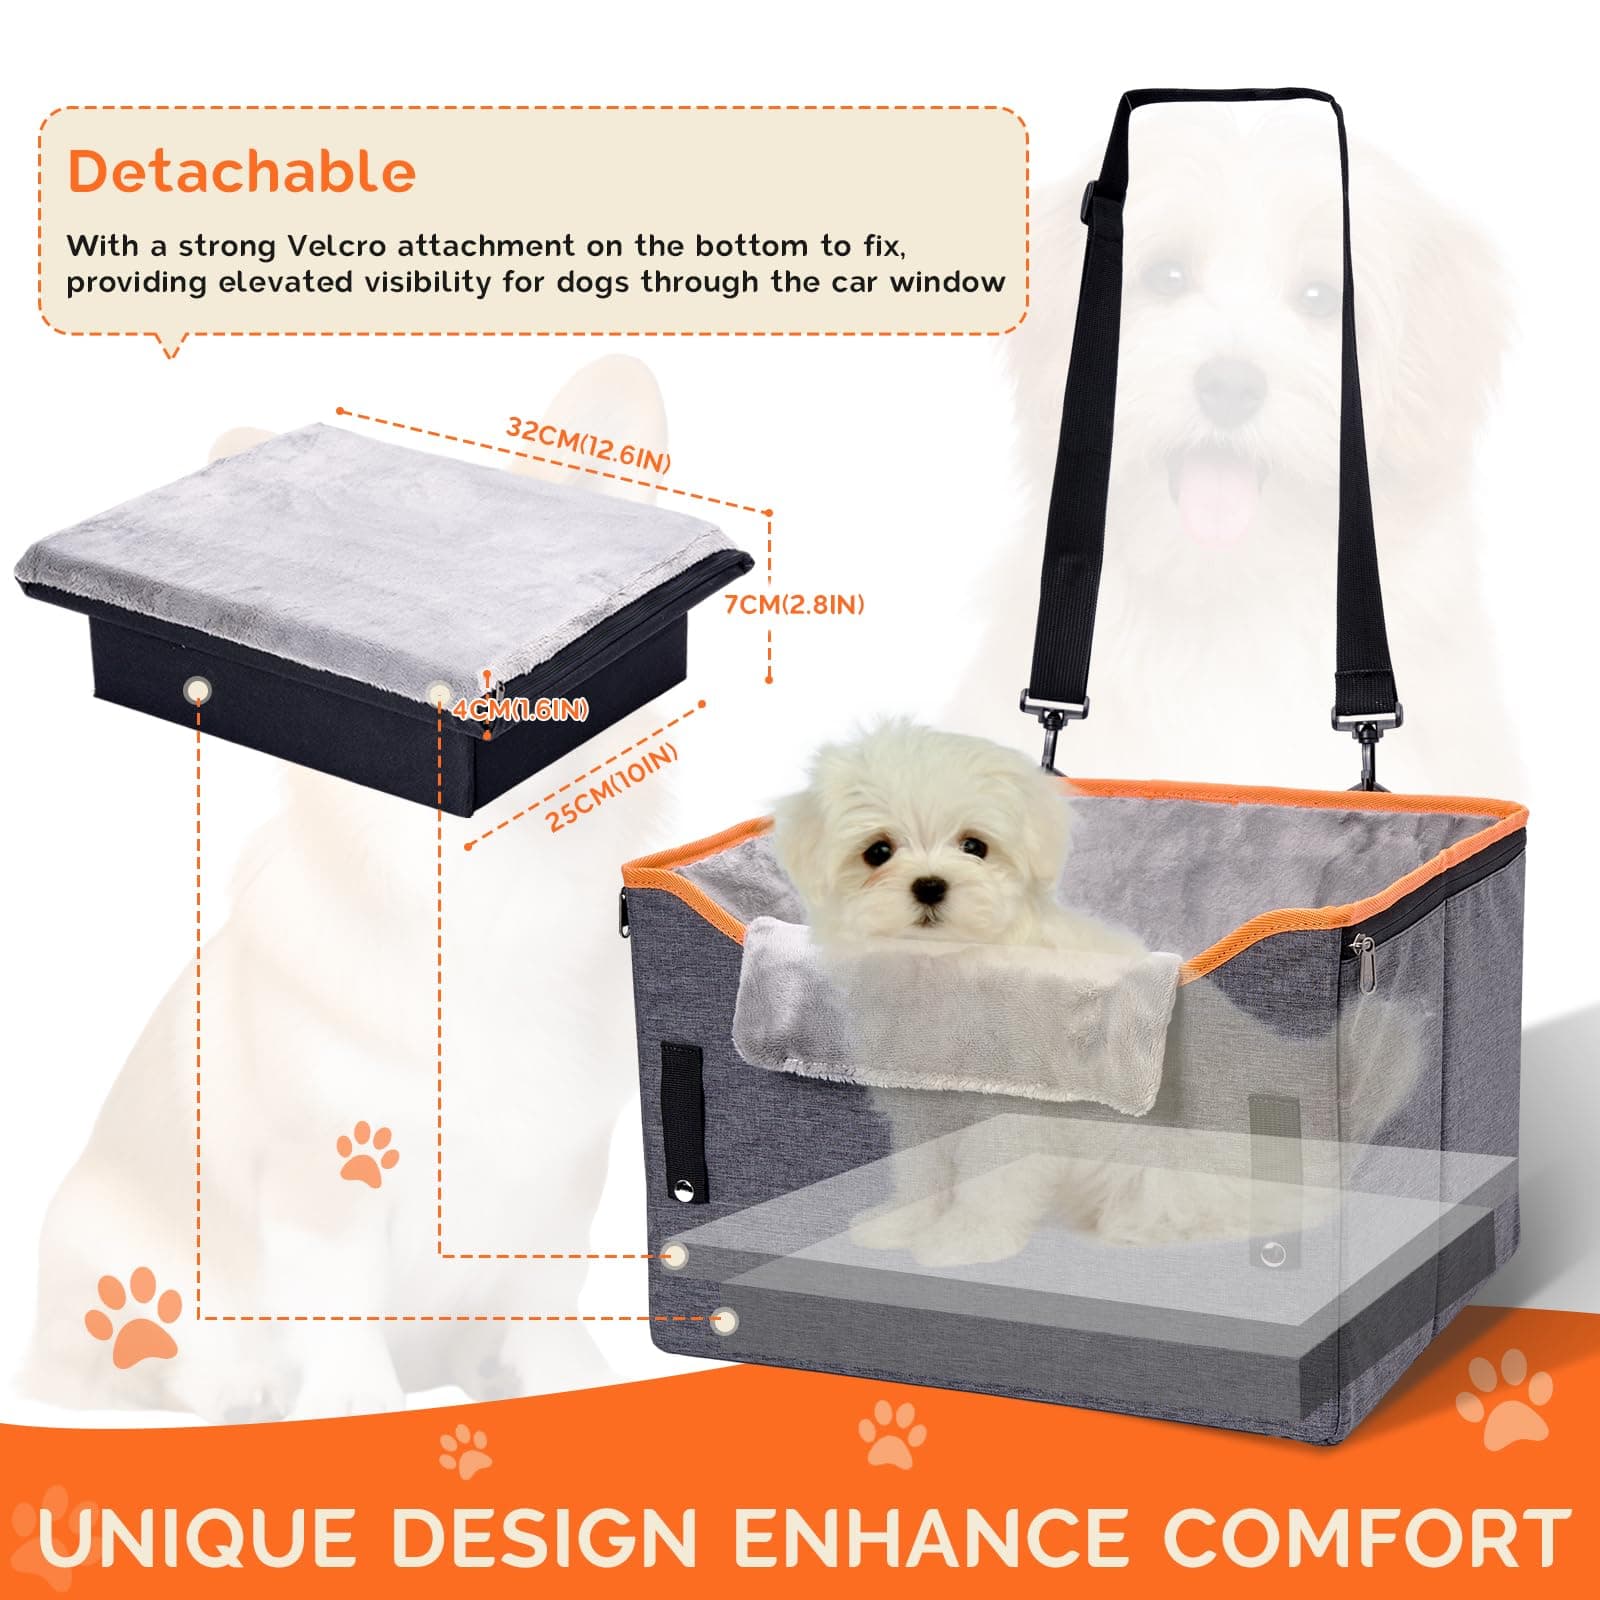 Detachable
With a strong Velcro attachment on the bottom to fix,
providing elevated visibility for dogs through the car window
32CM(12.6IN)
7CM(2.8IN)
4CM(1.6IN)
25CM(10IN)
UNIQUE DESIGN ENHANCE COMFORT